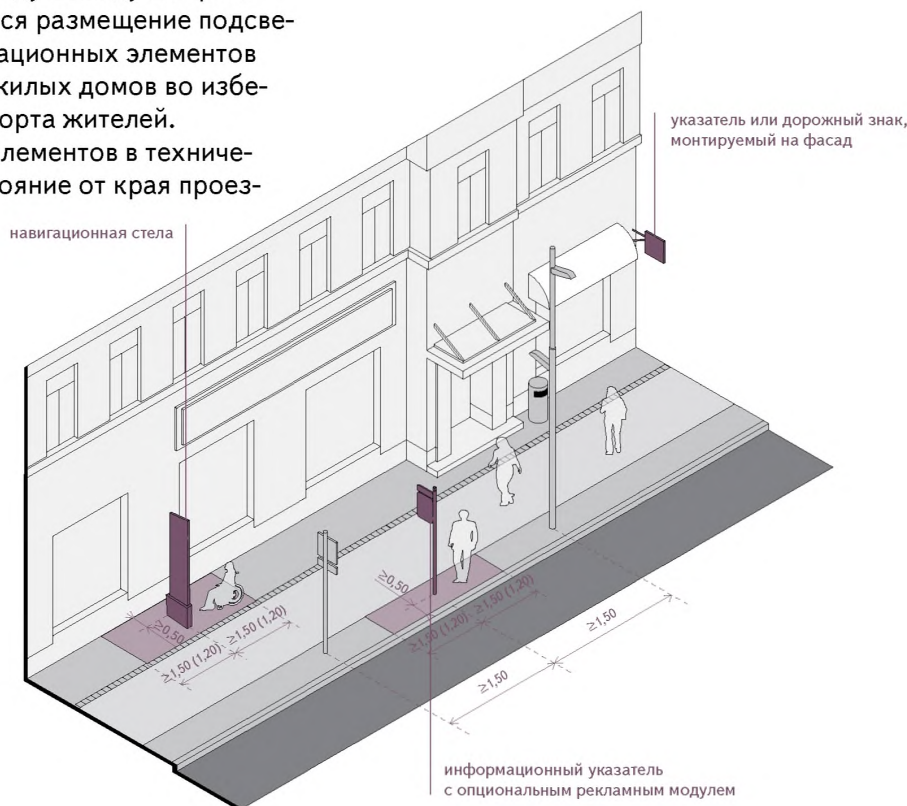 ся размещение подсве-
ационных элементов
жилых домов во избе-
орта жителей.
лементов в техниче-
ояние от края проез-
указатель или дорожный знак,
монтируемый на фасад
навигационная стела
≥0,50
≥1,50 (1,20)
≥1,50 (1,20)
≥0,50
≥1,50 (1,20)
≥1,50 (1,20)
≥1,50
≥1,50
информационный указатель
с опциональным рекламным модулем